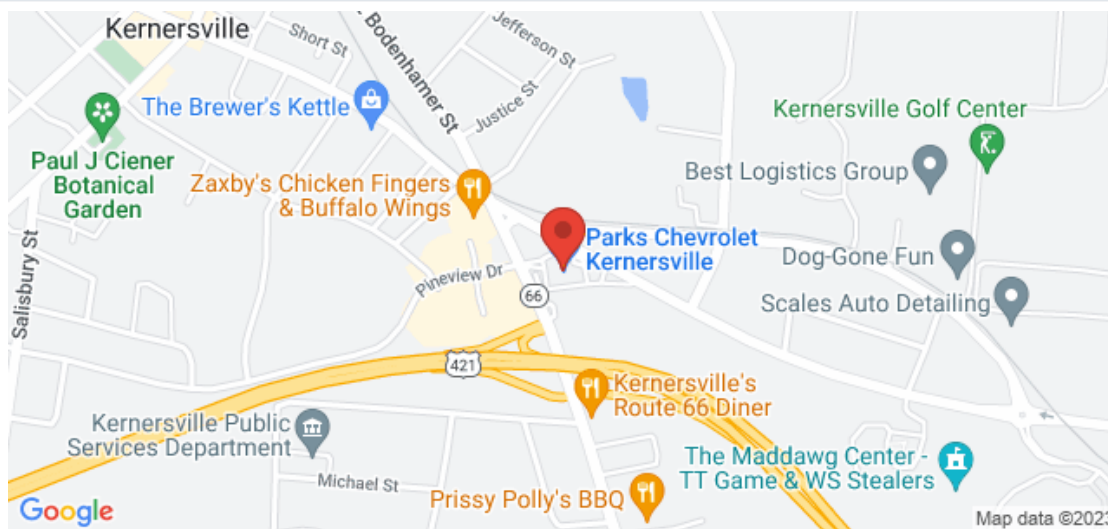 Kernersville
Short St
Bodenhamer St
Jefferson St
Justice St
The Brewer's Kettle
Kernersville Golf Center
Paul J Ciener
Botanical
Garden
Best Logistics Group
Zaxby's Chicken Fingers
& Buffalo Wings
Parks Chevrolet
Kernersville
Dog-Gone Fun
Salisbury St
Pineview Dr
66
Scales Auto Detailing
421
Kernersville's
Route 66 Diner
Kernersville Public
Services Department
The Maddawg Center -
TT Game & WS Stealers
Michael St
Prissy Polly's BBQ
Google
Map data ©2023